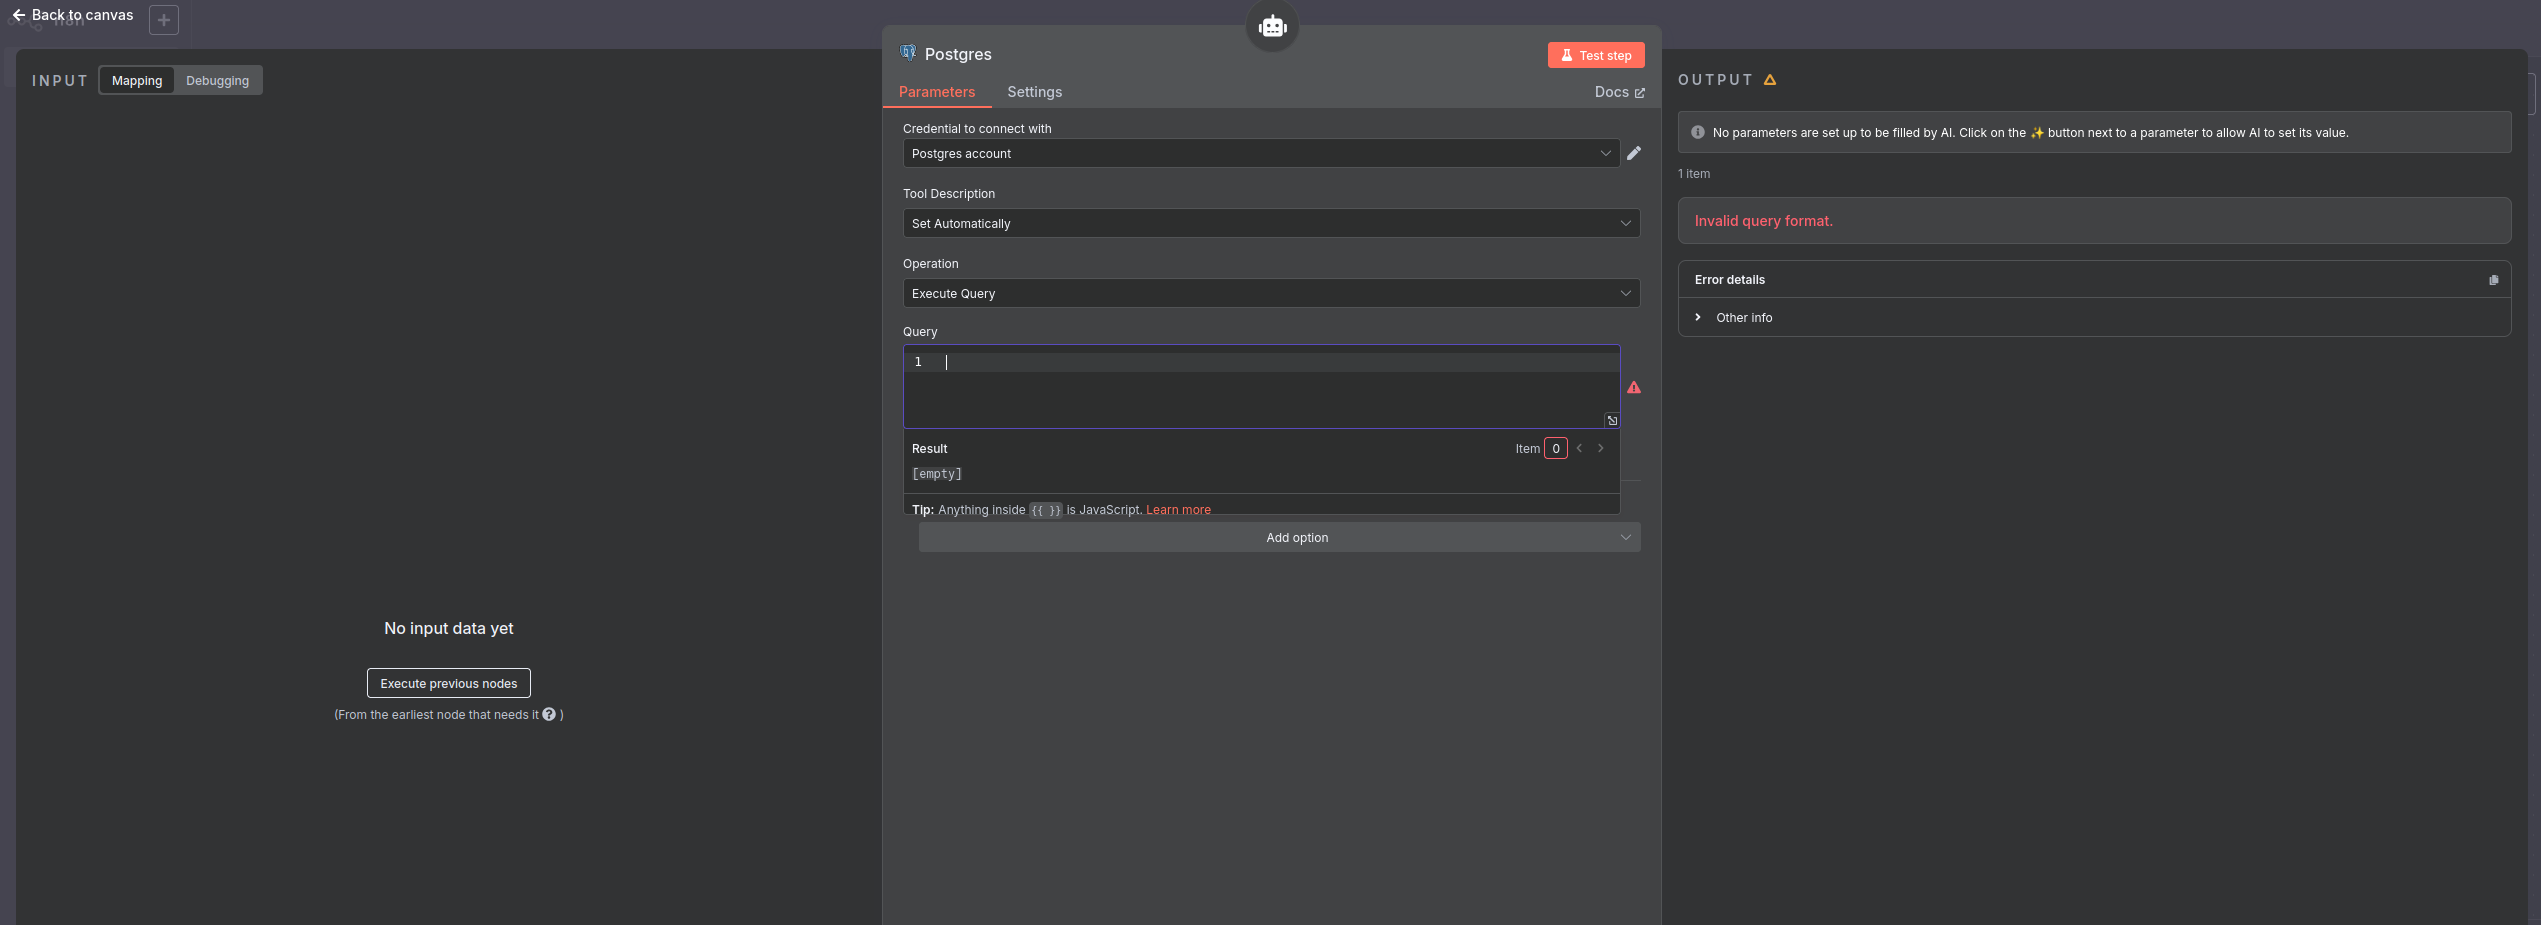 Back to canvas
INPUT
Mapping
Debugging
No input data yet
Execute previous nodes
(From the earliest node that needs it ? )
Postgres
Test step
Parameters
Settings
Docs
Credential to connect with
Postgres account
Tool Description
Set Automatically
Operation
Execute Query
Query
1
Result
Item 0
[empty]
Tip: Anything inside {{ }} is JavaScript. Learn more
Add option
OUTPUT
No parameters are set up to be filled by AI. Click on the ✨ button next to a parameter to allow AI to set its value.
1 item
Invalid query format.
Error details
Other info